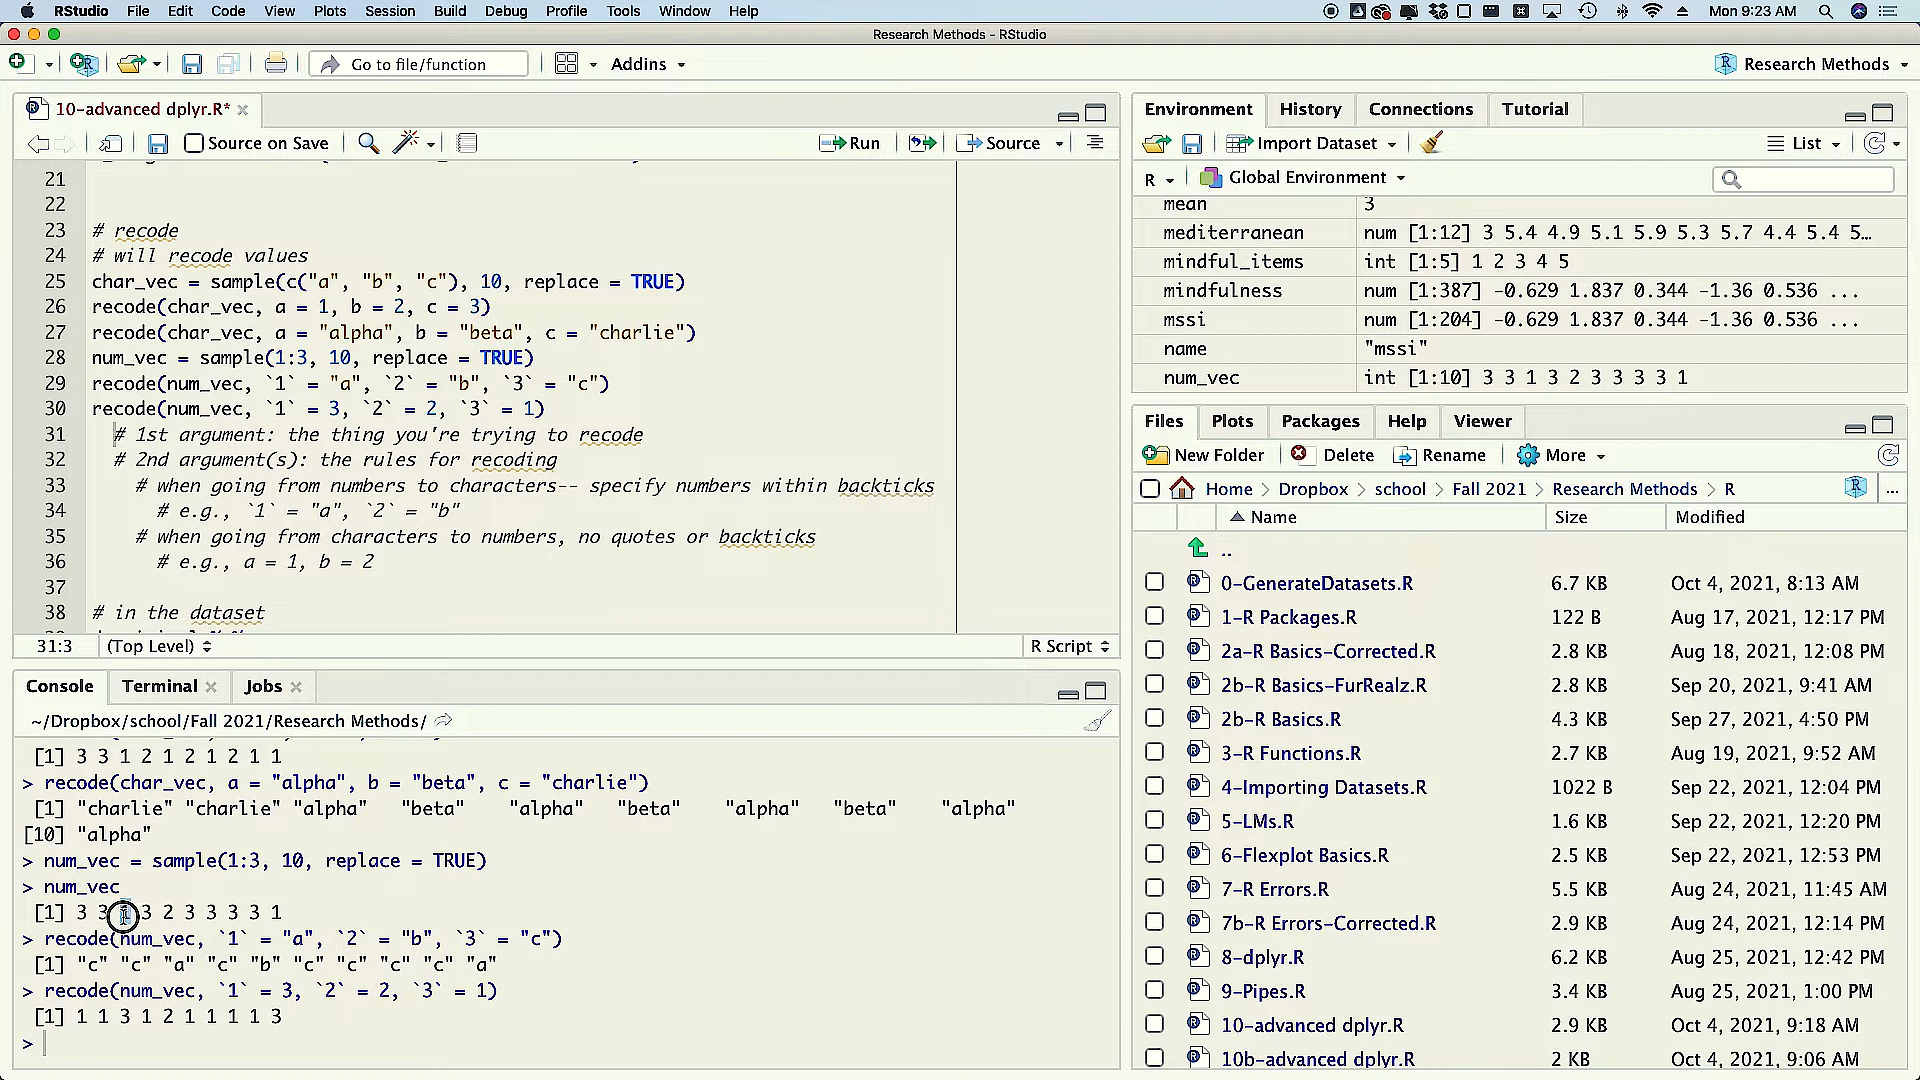 RStudio File Edit Code View Plots Session Build Debug Profile Tools Window Help Mon 9:23 AM
Research Methods - RStudio
Go to file/function Addins Research Methods
10-advanced dplyr.R*
Source on Save Run Source
21
22
23 # recode
24 # will recode values
25 char_vec = sample(c("a", "b", "c"), 10, replace = TRUE)
26 recode(char_vec, a = 1, b = 2, c = 3)
27 recode(char_vec, a = "alpha", b = "beta", c = "charlie")
28 num_vec = sample(1:3, 10, replace = TRUE)
29 recode(num_vec, `1` = "a", `2` = "b", `3` = "c")
30 recode(num_vec, `1` = 3, `2` = 2, `3` = 1)
31 # 1st argument: the thing you're trying to recode
32 # 2nd argument(s): the rules for recoding
33 # when going from numbers to characters-- specify numbers within backticks
34 # e.g., `1` = "a", `2` = "b"
35 # when going from characters to numbers, no quotes or backticks
36 # e.g., a = 1, b = 2
37
38 # in the dataset
31:3 (Top Level) R Script
Console Terminal Jobs
~/Dropbox/school/Fall 2021/Research Methods/
[1] 3 3 1 2 1 2 1 2 1 1
> recode(char_vec, a = "alpha", b = "beta", c = "charlie")
[1] "charlie" "charlie" "alpha" "beta" "alpha" "beta" "alpha" "beta" "alpha"
[10] "alpha"
> num_vec = sample(1:3, 10, replace = TRUE)
> num_vec
[1] 3 3 1 3 2 3 3 3 3 1
> recode(num_vec, `1` = "a", `2` = "b", `3` = "c")
[1] "c" "c" "a" "c" "b" "c" "c" "c" "c" "a"
> recode(num_vec, `1` = 3, `2` = 2, `3` = 1)
[1] 1 1 3 1 2 1 1 1 1 3
>
Environment History Connections Tutorial
Import Dataset List
R Global Environment
mean 3
mediterranean num [1:12] 3 5.4 4.9 5.1 5.9 5.3 5.7 4.4 5.4 5…
mindful_items int [1:5] 1 2 3 4 5
mindfulness num [1:387] -0.629 1.837 0.344 -1.36 0.536 ...
mssi num [1:204] -0.629 1.837 0.344 -1.36 0.536 ...
name "mssi"
num_vec int [1:10] 3 3 1 3 2 3 3 3 3 1
Files Plots Packages Help Viewer
New Folder Delete Rename More
Home > Dropbox > school > Fall 2021 > Research Methods > R ...
Name Size Modified
..
0-GenerateDatasets.R 6.7 KB Oct 4, 2021, 8:13 AM
1-R Packages.R 122 B Aug 17, 2021, 12:17 PM
2a-R Basics-Corrected.R 2.8 KB Aug 18, 2021, 12:08 PM
2b-R Basics-FurRealz.R 2.8 KB Sep 20, 2021, 9:41 AM
2b-R Basics.R 4.3 KB Sep 27, 2021, 4:50 PM
3-R Functions.R 2.7 KB Aug 19, 2021, 9:52 AM
4-Importing Datasets.R 1022 B Sep 22, 2021, 12:04 PM
5-LMs.R 1.6 KB Sep 22, 2021, 12:20 PM
6-Flexplot Basics.R 2.5 KB Sep 22, 2021, 12:53 PM
7-R Errors.R 5.5 KB Aug 24, 2021, 11:45 AM
7b-R Errors-Corrected.R 2.9 KB Aug 24, 2021, 12:14 PM
8-dplyr.R 6.2 KB Aug 25, 2021, 12:42 PM
9-Pipes.R 3.4 KB Aug 25, 2021, 1:00 PM
10-advanced dplyr.R 2.9 KB Oct 4, 2021, 9:18 AM
10b-advanced dplyr.R 2 KB Oct 4, 2021, 9:06 AM